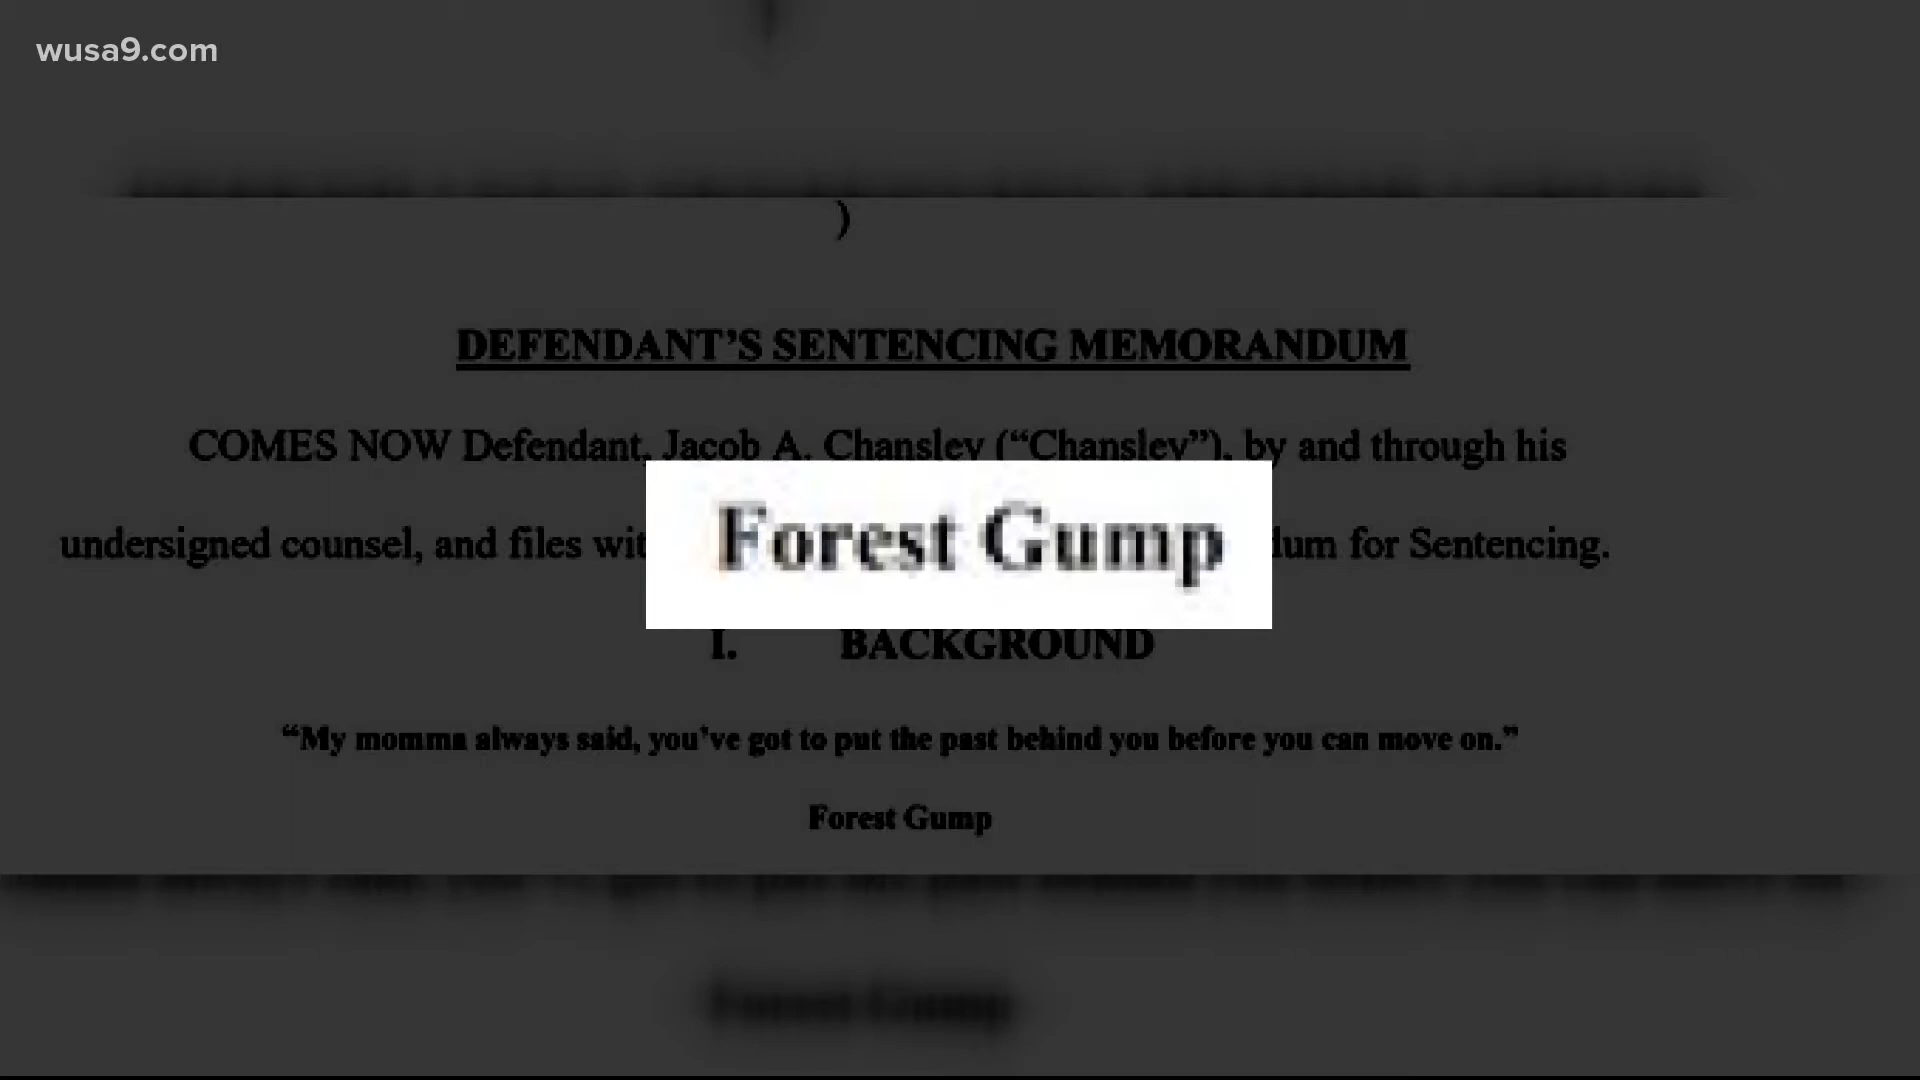 wusa9.com
)
DEFENDANT’S SENTENCING MEMORANDUM
COMES NOW Defendant, Jacob A. Chansley (“Chansley”), by and through his
undersigned counsel, and files for Sentencing.
Forest Gump
I. BACKGROUND
“My momma always said, you’ve got to put the past behind you before you can move on.”
Forest Gump
Forest Gump